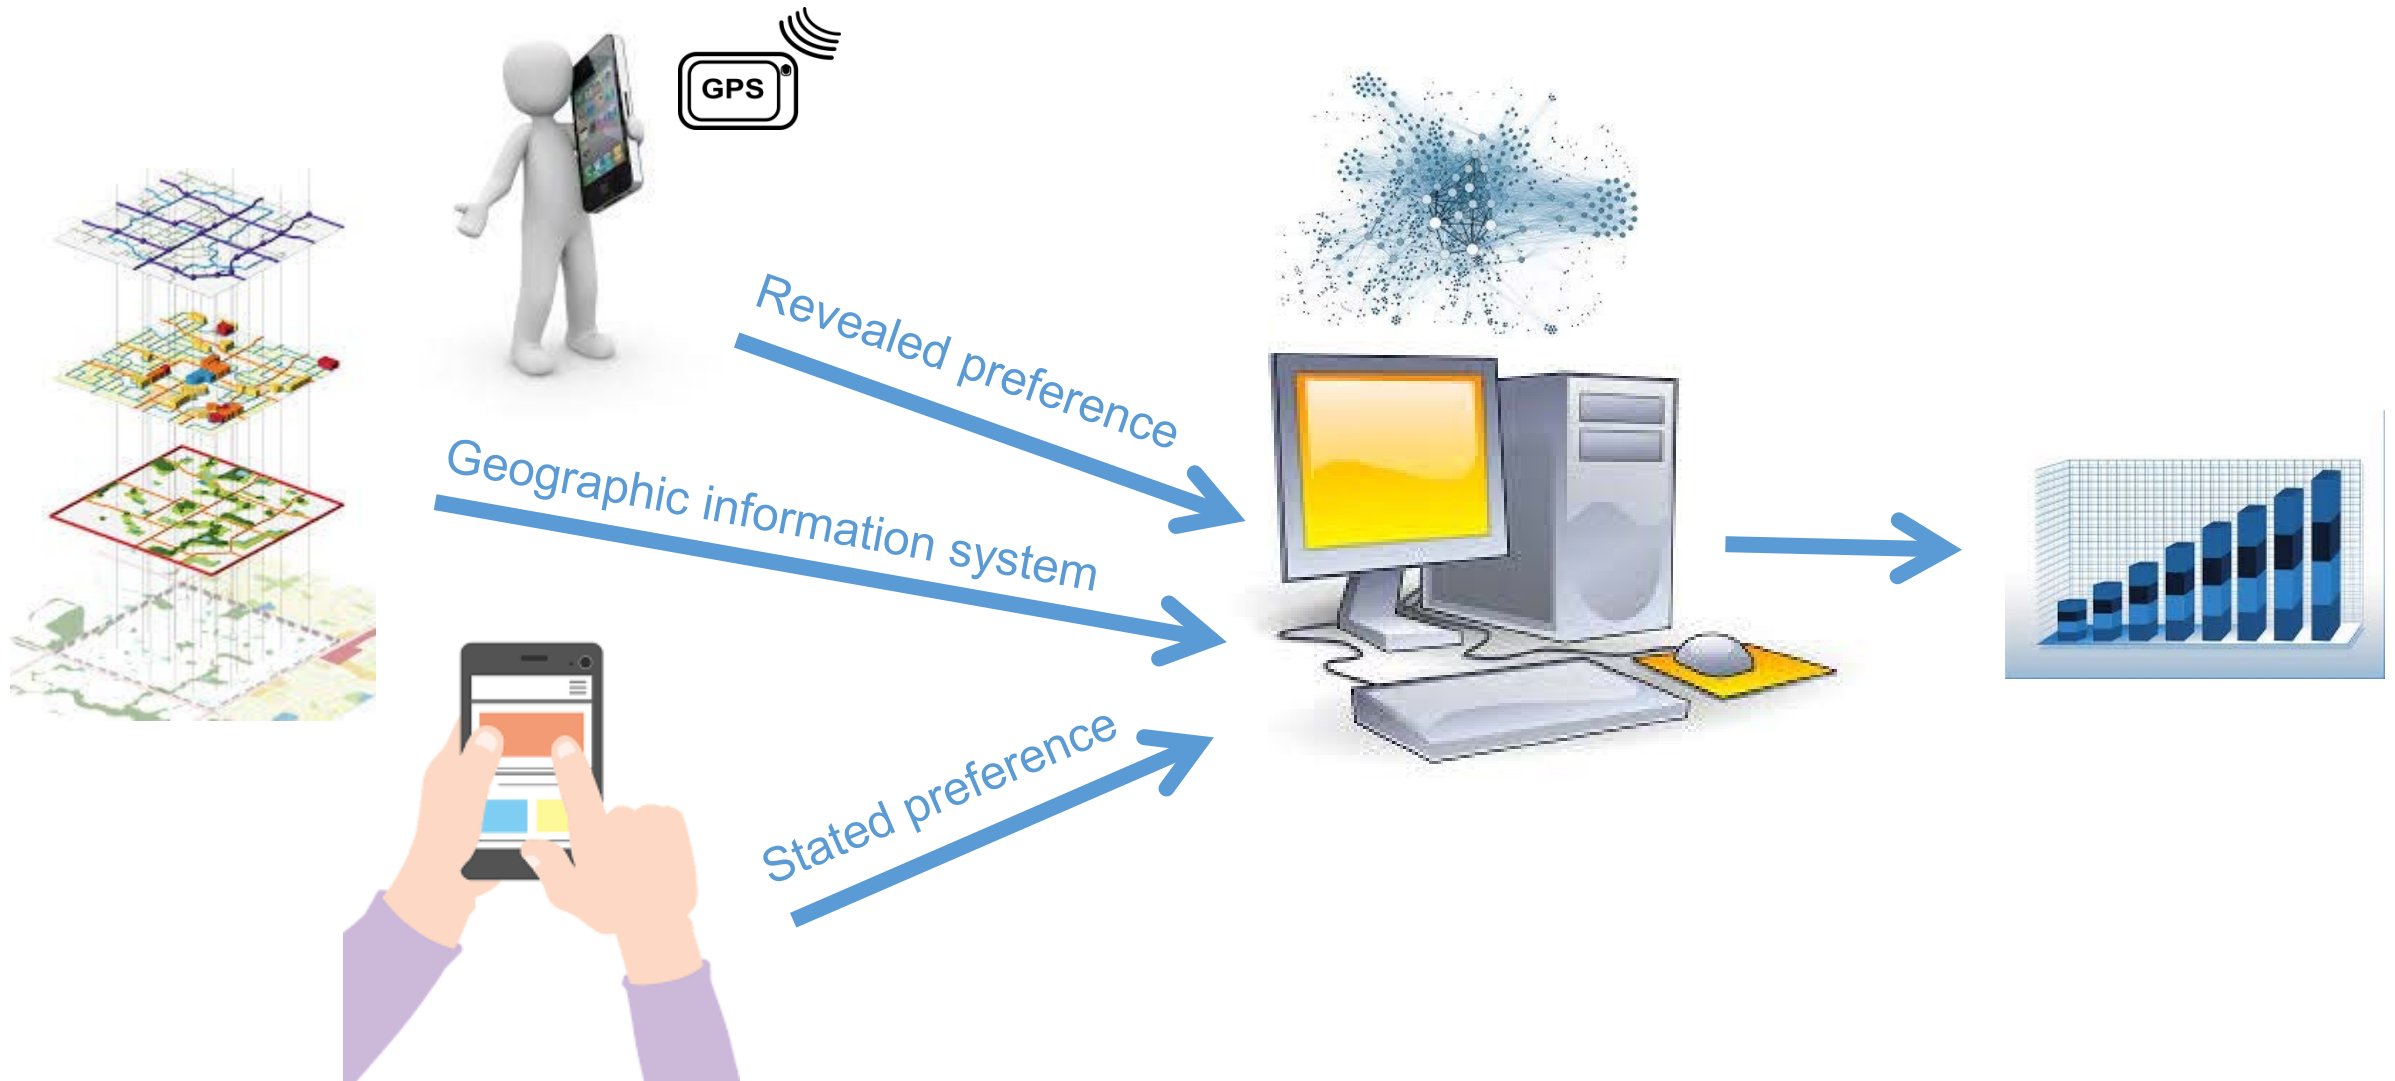 GPS
Revealed preference
Geographic information system
Stated preference